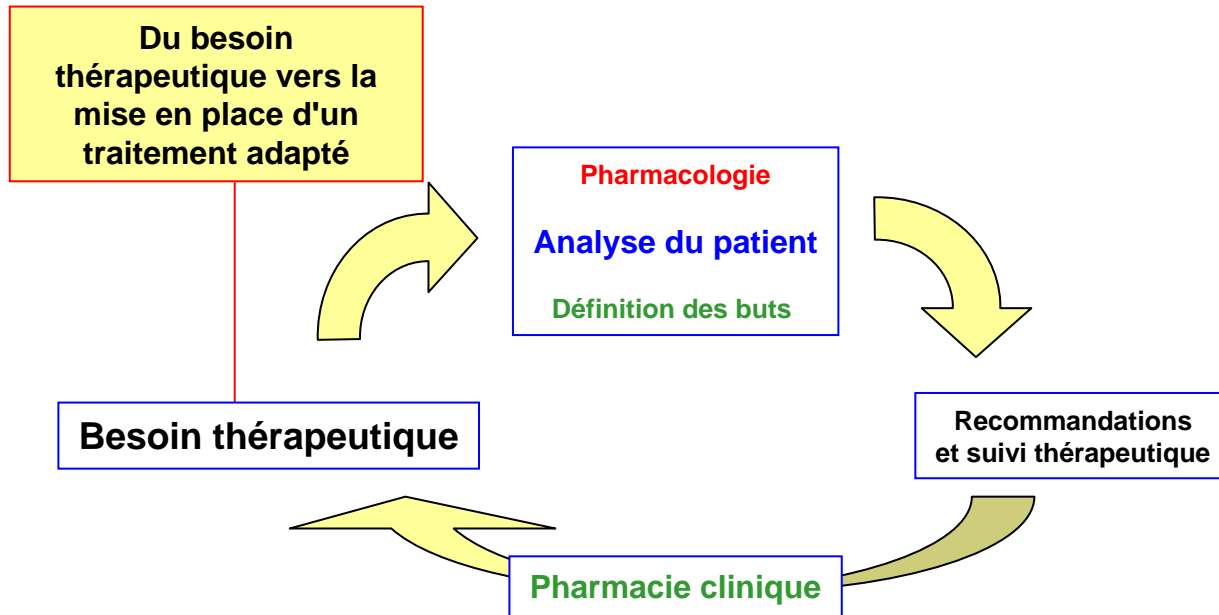 Du besoin
thérapeutique vers la
mise en place d'un
traitement adapté
Pharmacologie
Analyse du patient
Définition des buts
Besoin thérapeutique
Recommandations
et suivi thérapeutique
Pharmacie clinique